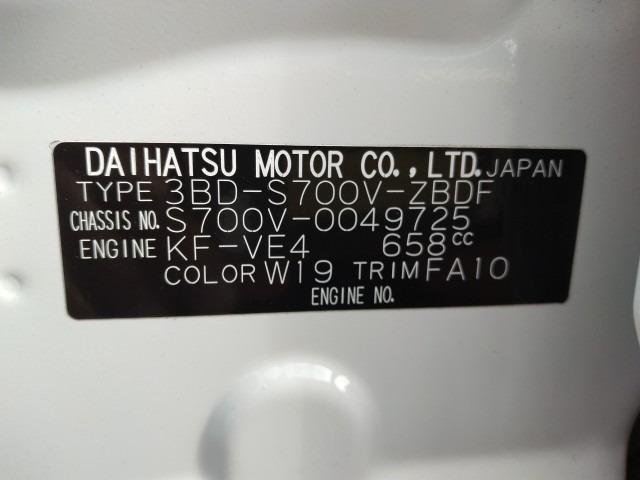 DAIHATSU MOTOR CO., LTD. JAPAN
TYPE 3BD-S700V-ZBDF
CHASSIS NO. S700V-0049725
ENGINE KF-VE4 658cc
COLOR W19 TRIM FA10
ENGINE NO.